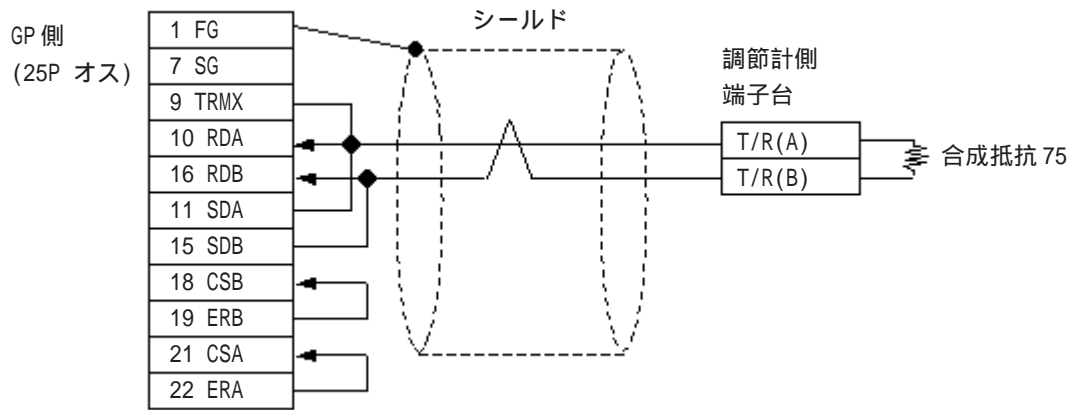 シールド
GP側
(25P オス)
1 FG
7 SG
9 TRMX
10 RDA
16 RDB
11 SDA
15 SDB
18 CSB
19 ERB
21 CSA
22 ERA
調節計側
端子台
T/R(A)
T/R(B)
合成抵抗 75